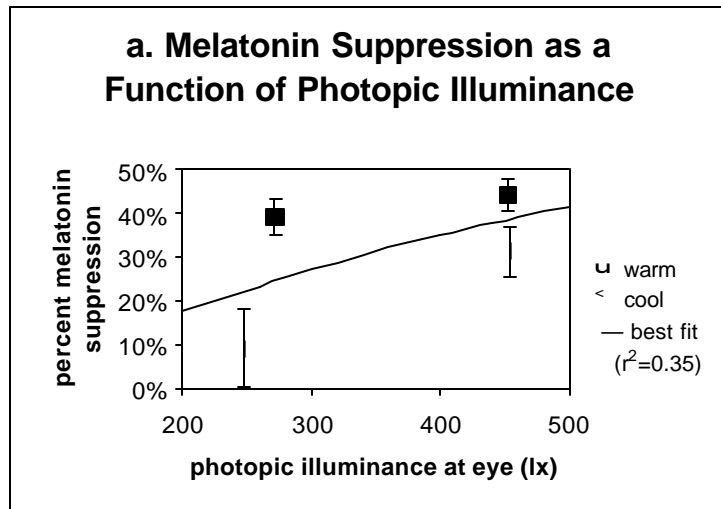 a. Melatonin Suppression as a
Function of Photopic Illuminance
percent melatonin
suppression
50%
40%
30%
20%
10%
0%
200
300
400
500
photopic illuminance at eye (lx)
warm
< cool
— best fit
(r²=0.35)